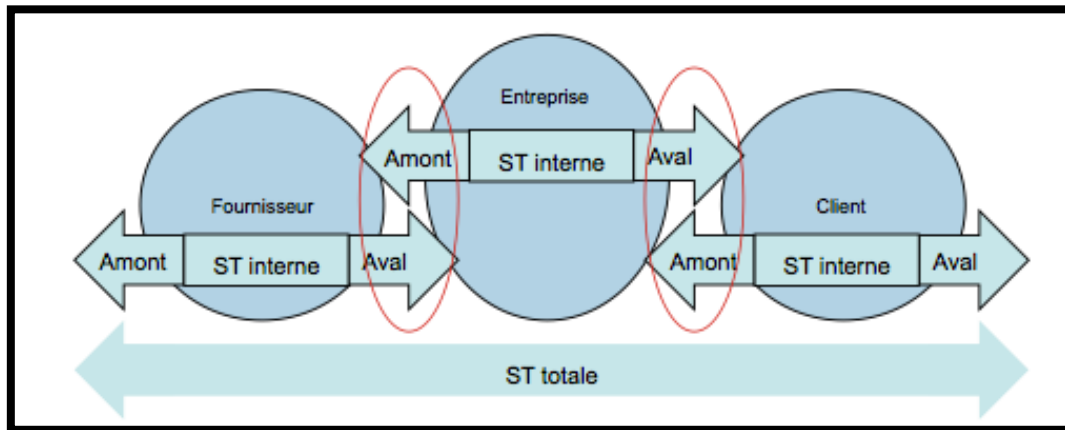 Entreprise
Amont ST interne Aval
Fournisseur Client
Amont ST interne Aval Amont ST interne Aval
ST totale